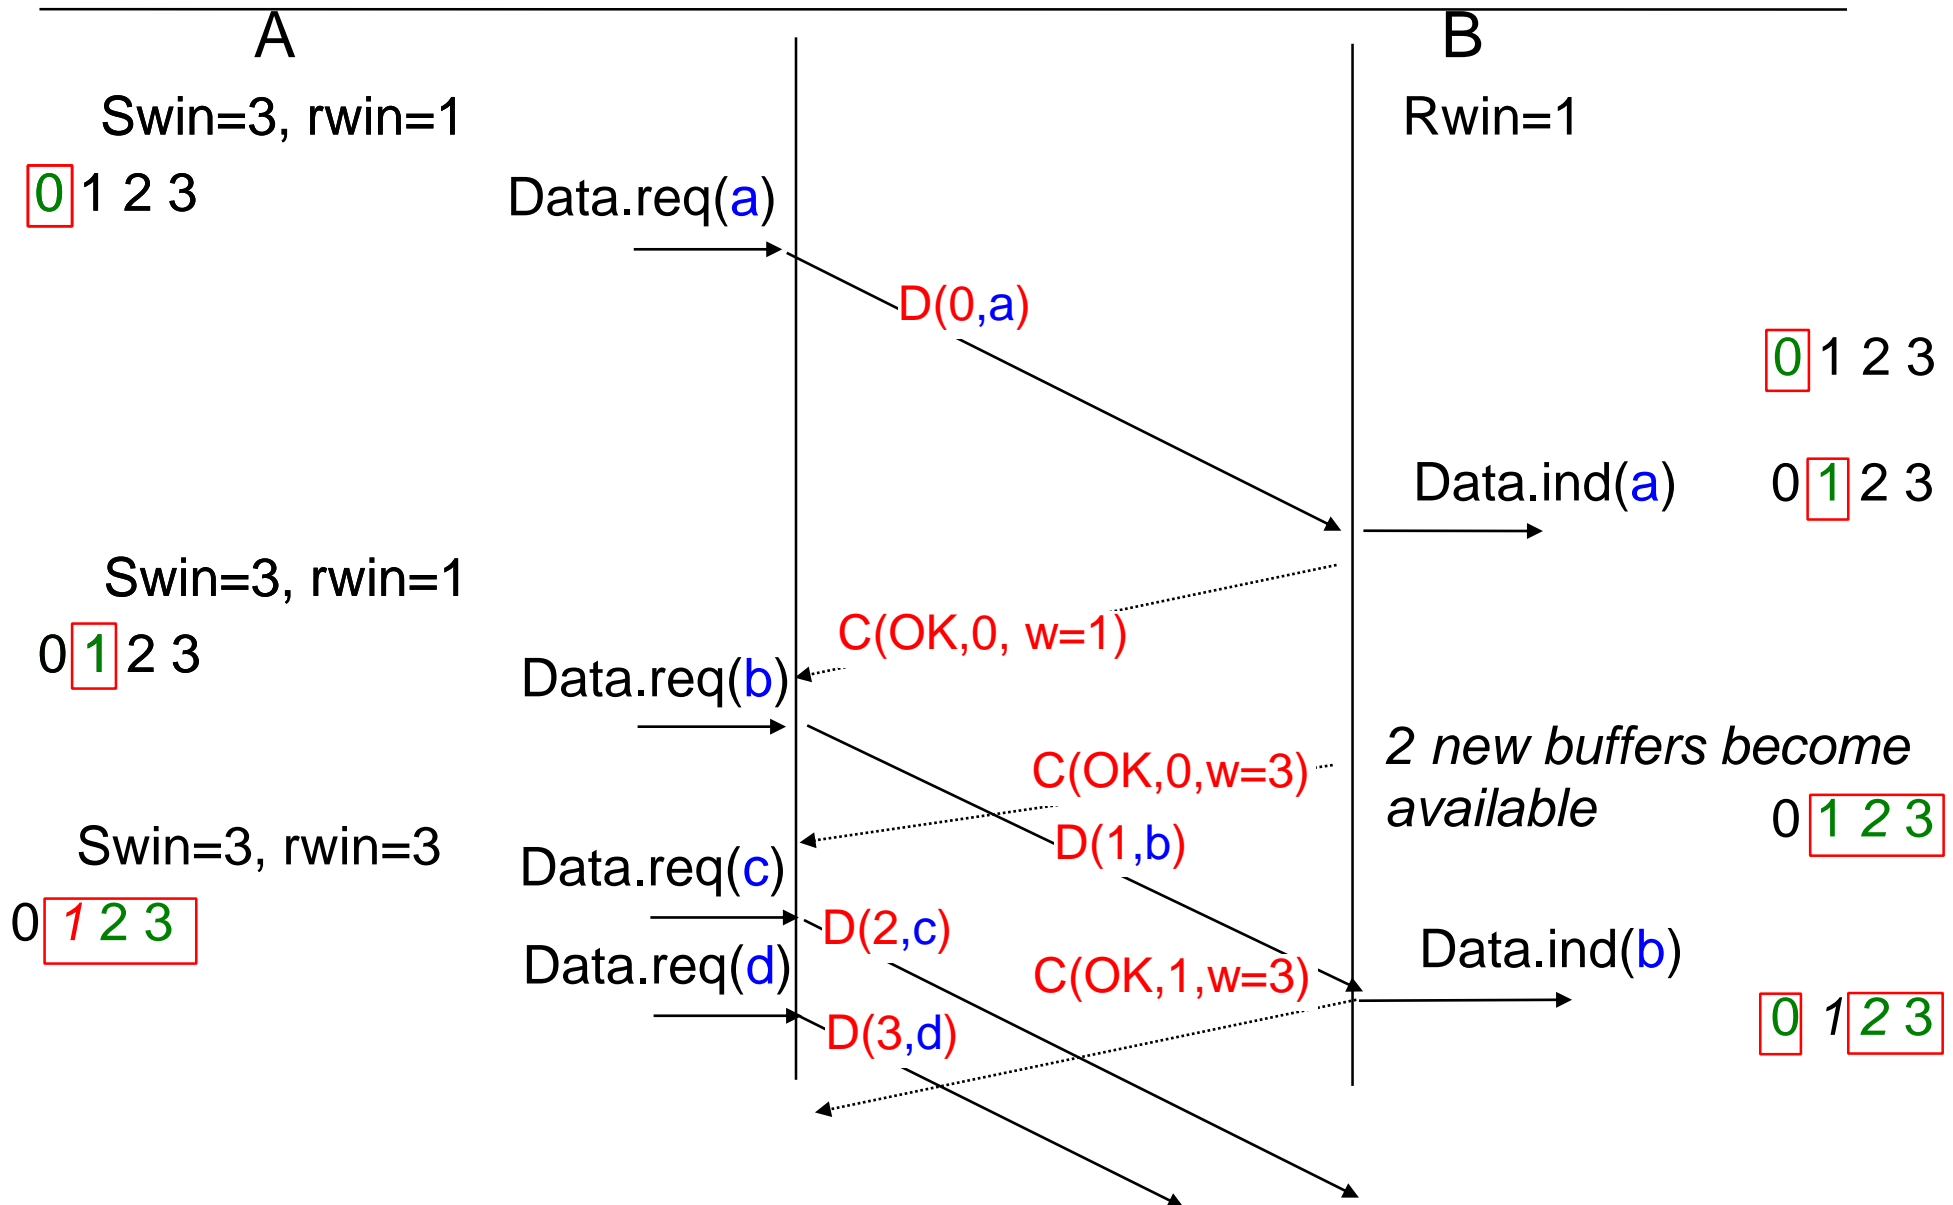 A
B
Swin=3, rwin=1
Rwin=1
0 1 2 3
Data.req(a)
D(0,a)
0 1 2 3
Data.ind(a)
0 1 2 3
Swin=3, rwin=1
C(OK,0, w=1)
0 1 2 3
Data.req(b)
2 new buffers become
available
C(OK,0,w=3)
0 1 2 3
Swin=3, rwin=3
D(1,b)
Data.req(c)
0 1 2 3
D(2,c)
Data.ind(b)
Data.req(d)
C(OK,1,w=3)
0 1 2 3
D(3,d)